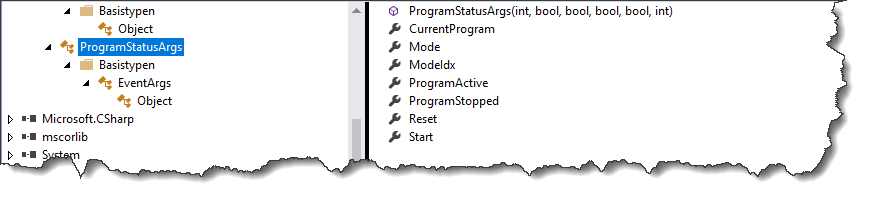 Basistypen
Object
ProgramStatusArgs
Basistypen
EventArgs
Object
Microsoft.CSharp
mscorlib
System
ProgramStatusArgs(int, bool, bool, bool, bool, int)
CurrentProgram
Mode
ModeIdx
ProgramActive
ProgramStopped
Reset
Start